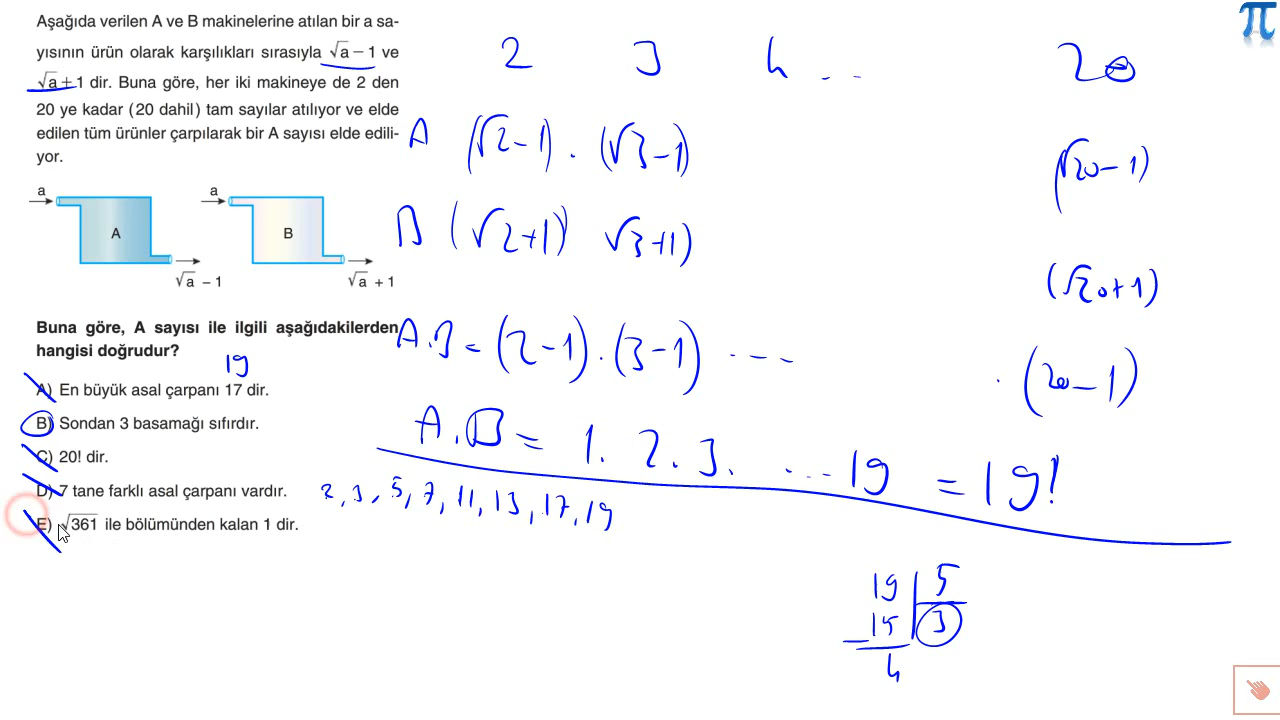 Aşağıda verilen A ve B makinelerine atılan bir a sa-
yısının ürün olarak karşılıkları sırasıyla √a – 1 ve
√a + 1 dir. Buna göre, her iki makineye de 2 den
20 ye kadar (20 dahil) tam sayılar atılıyor ve elde
edilen tüm ürünler çarpılarak bir A sayısı elde edili-
yor.
a
A
√a – 1
a
B
√a + 1
Buna göre, A sayısı ile ilgili aşağıdakilerden
hangisi doğrudur?
19
A) En büyük asal çarpanı 17 dir.
B) Sondan 3 basamağı sıfırdır.
C) 20! dir.
D) 7 tane farklı asal çarpanı vardır.
E) √361 ile bölümünden kalan 1 dir.
2 3 4 ... 20
A (√2-1) . (√3-1) (√20-1)
B (√2+1) √3+1) (√20+1)
A.B = (2-1) . (3-1) .... . (20-1)
A.B = 1. 2. 3. ... 19 = 19!
2, 3, 5, 7, 11, 13, 17, 19
19 5
15 3
4
π